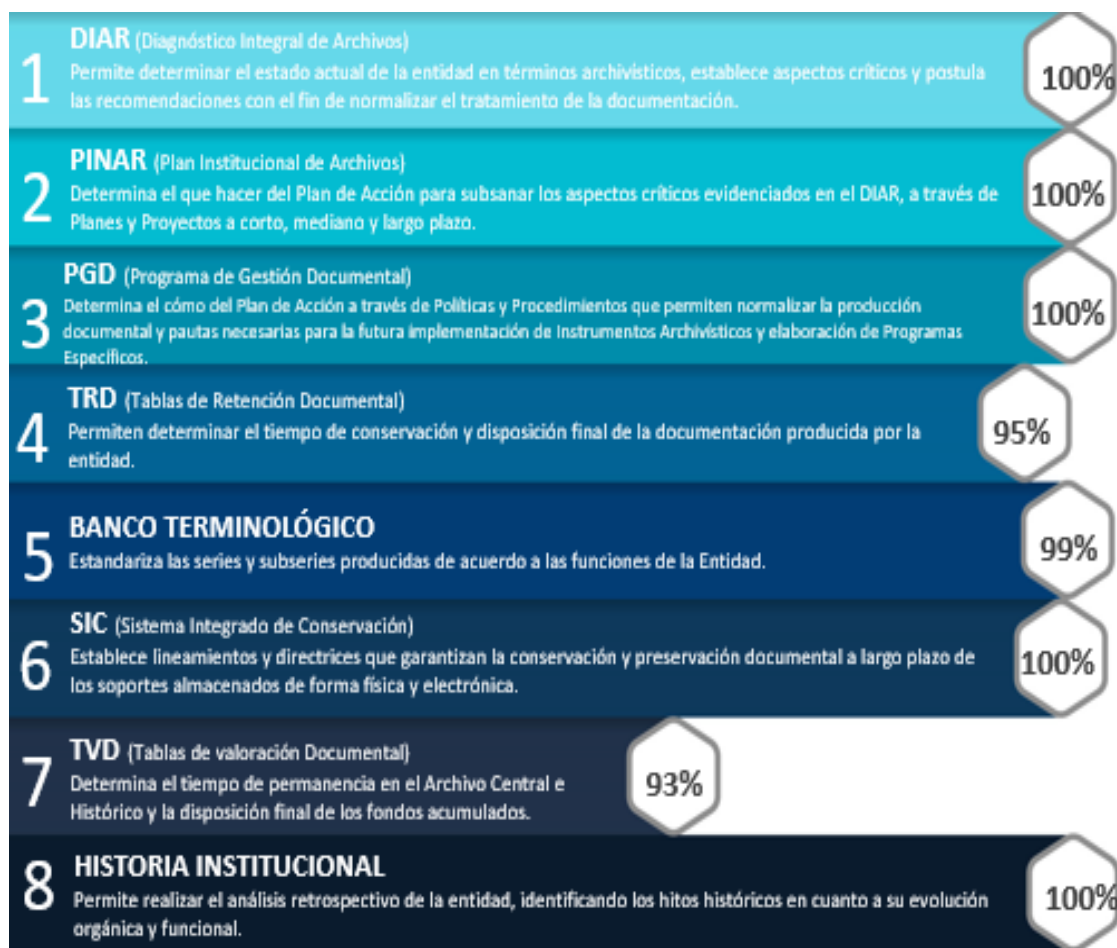 1
DIAR (Diagnóstico Integral de Archivos)
Permite determinar el estado actual de la entidad en términos archivísticos, establece aspectos críticos y postula
las recomendaciones con el fin de normalizar el tratamiento de la documentación.
100%
2
PINAR (Plan Institucional de Archivos)
Determina el que hacer del Plan de Acción para subsanar los aspectos críticos evidenciados en el DIAR, a través de
Planes y Proyectos a corto, mediano y largo plazo.
100%
3
PGD (Programa de Gestión Documental)
Determina el cómo del Plan de Acción a través de Políticas y Procedimientos que permiten normalizar la producción
documental y pautas necesarias para la futura implementación de Instrumentos Archivísticos y elaboración de Programas
Específicos.
100%
4
TRD (Tablas de Retención Documental)
Permiten determinar el tiempo de conservación y disposición final de la documentación producida por la
entidad.
95%
5
BANCO TERMINOLÓGICO
Estandariza las series y subseries producidas de acuerdo a las funciones de la Entidad.
99%
6
SIC (Sistema Integrado de Conservación)
Establece lineamientos y directrices que garantizan la conservación y preservación documental a largo plazo de
los soportes almacenados de forma física y electrónica.
100%
7
TVD (Tablas de valoración Documental)
Determina el tiempo de permanencia en el Archivo Central e
Histórico y la disposición final de los fondos acumulados.
93%
8
HISTORIA INSTITUCIONAL
Permite realizar el análisis retrospectivo de la entidad, identificando los hitos históricos en cuanto a su evolución
orgánica y funcional.
100%